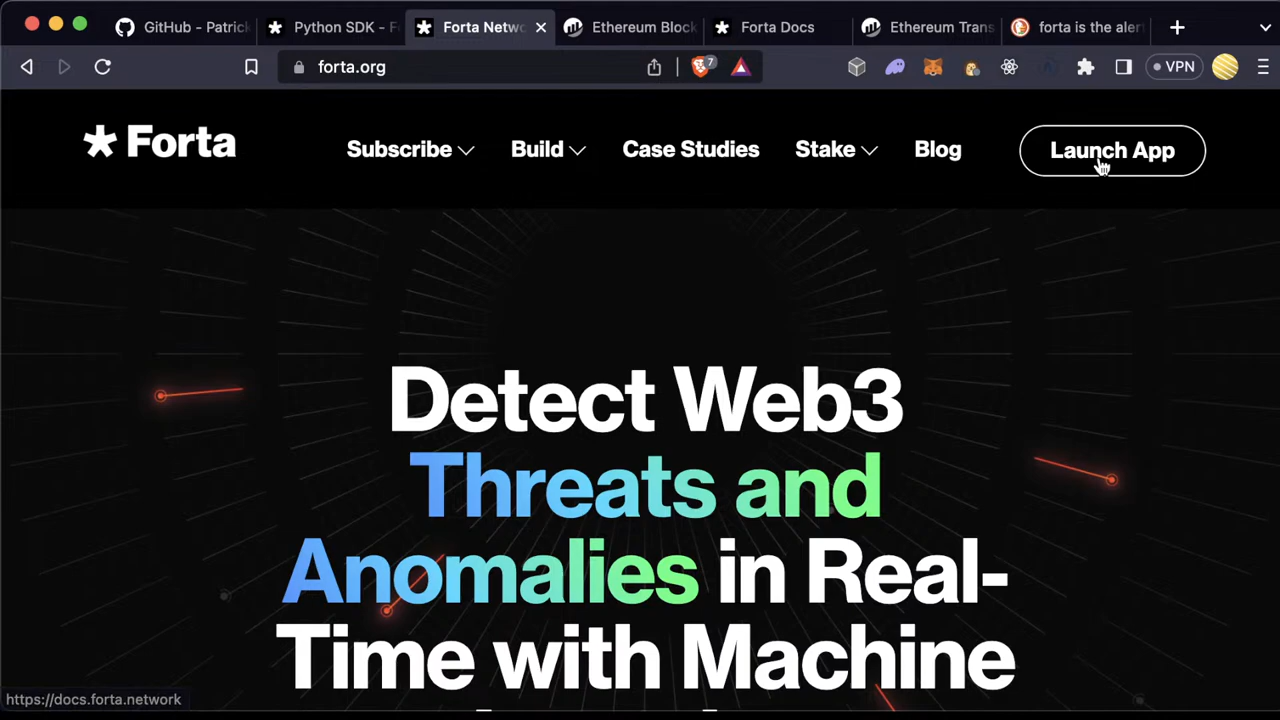 GitHub - Patrick
Python SDK - F
Forta Netwo
Ethereum Block
Forta Docs
Ethereum Trans
forta is the aler
forta.org
7
VPN
Forta
Subscribe
Build
Case Studies
Stake
Blog
Launch App
Detect Web3
Threats and
Anomalies in Real-
Time with Machine
https://docs.forta.network